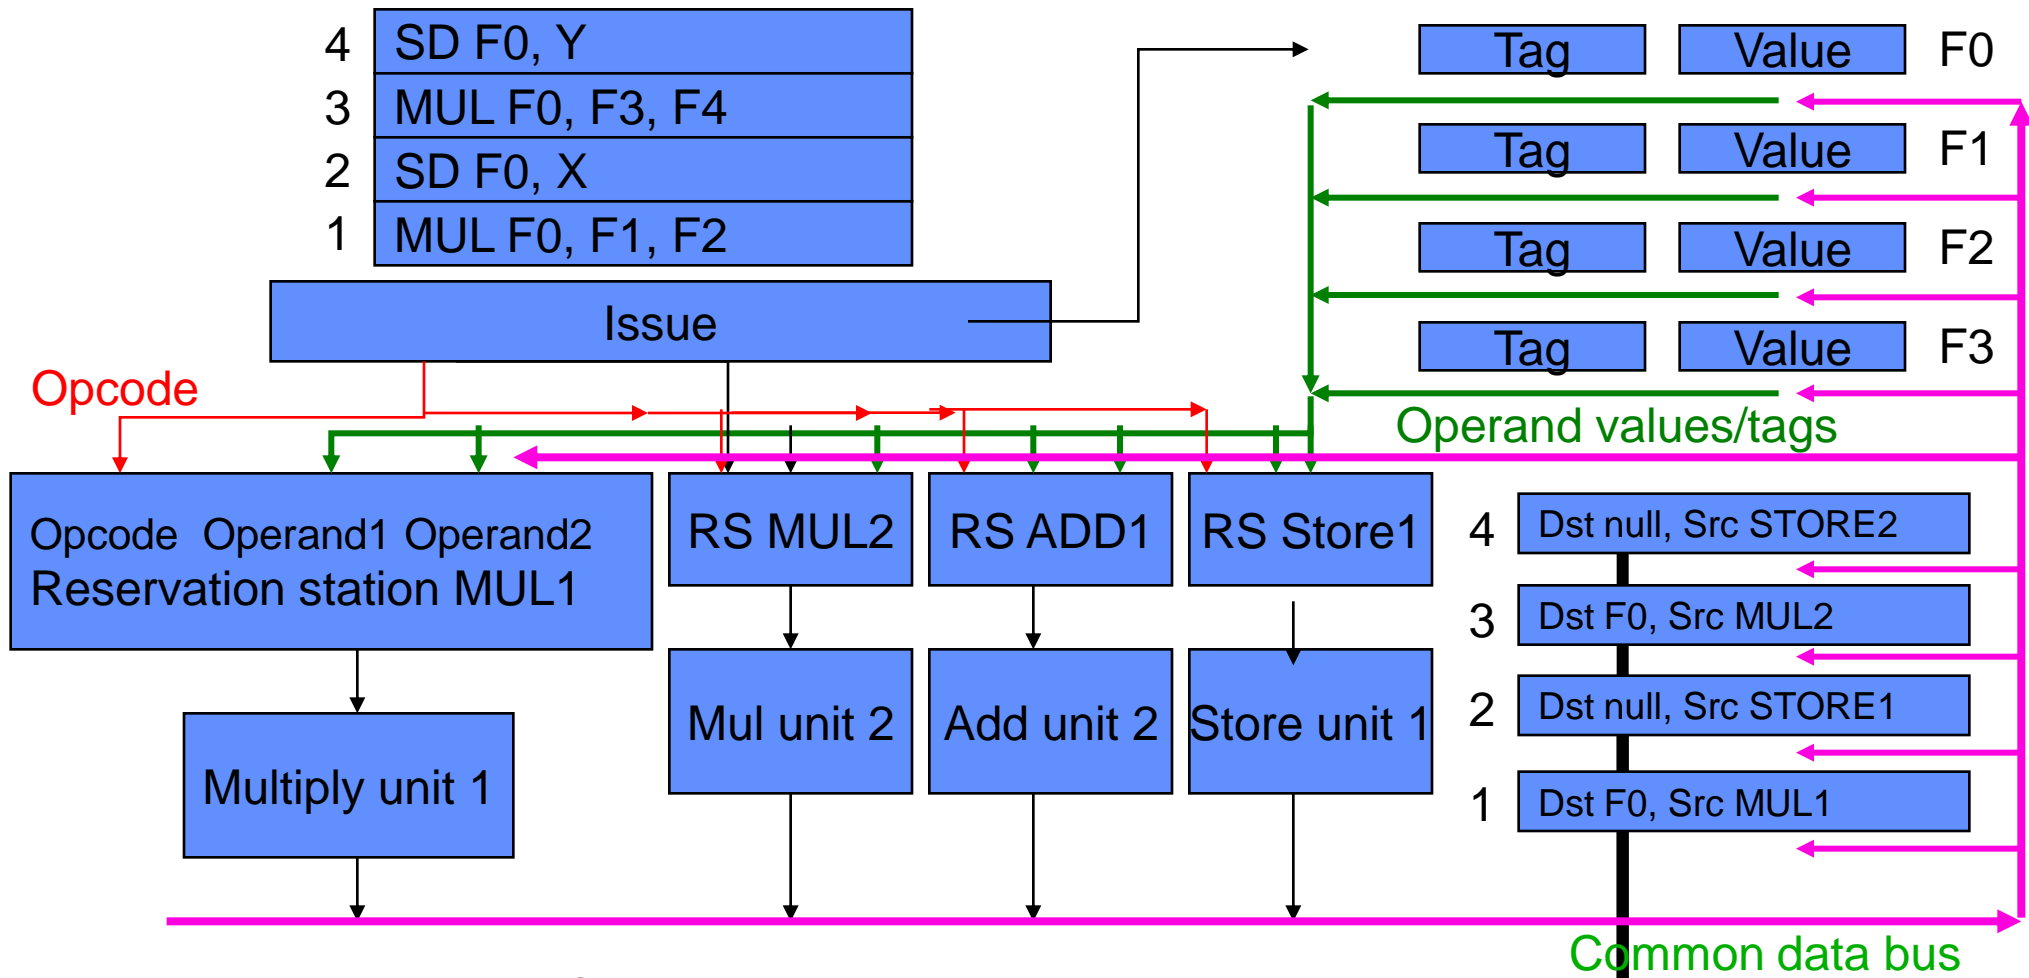 4 SD F0, Y
3 MUL F0, F3, F4
2 SD F0, X
1 MUL F0, F1, F2
Issue
Tag Value F0
Tag Value F1
Tag Value F2
Tag Value F3
Opcode
Operand values/tags
Opcode Operand1 Operand2
Reservation station MUL1
RS MUL2
RS ADD1
RS Store1
4 Dst null, Src STORE2
3 Dst F0, Src MUL2
2 Dst null, Src STORE1
1 Dst F0, Src MUL1
Multiply unit 1
Mul unit 2
Add unit 2
Store unit 1
Common data bus